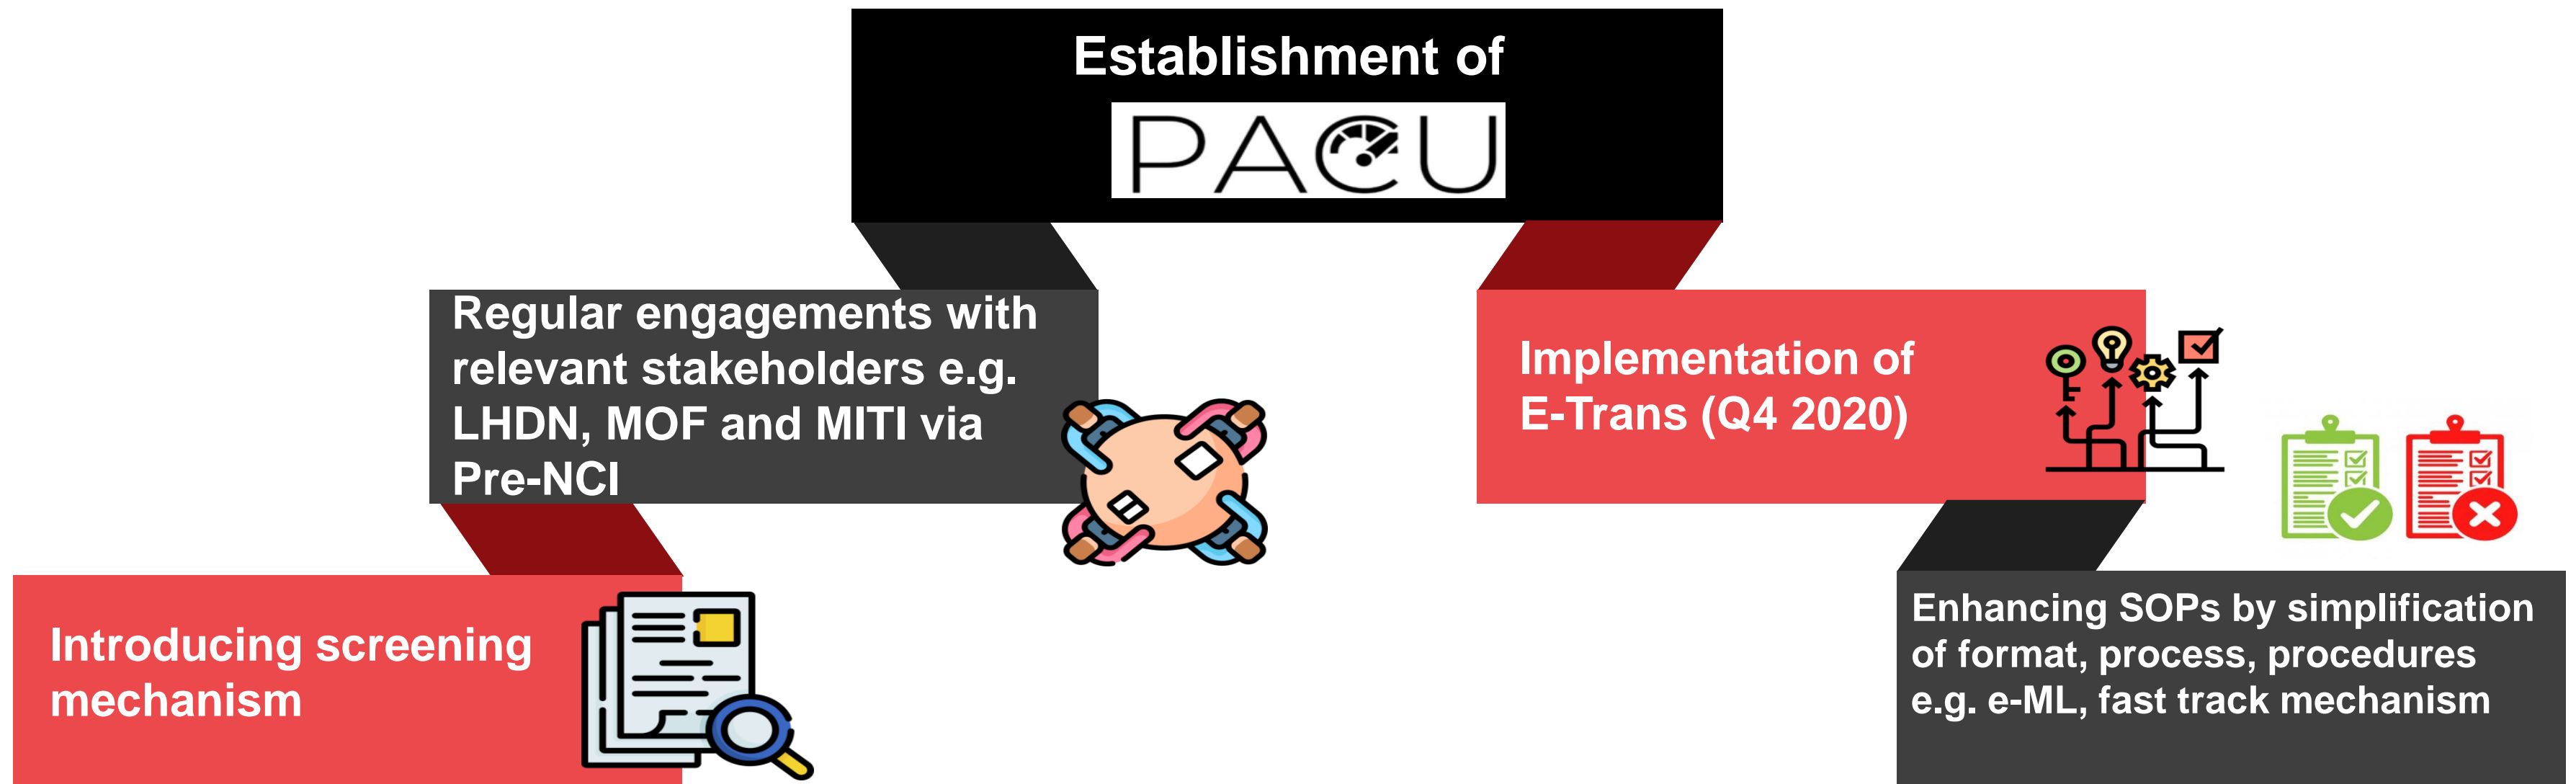 Establishment of
PACU
Regular engagements with
relevant stakeholders e.g.
LHDN, MOF and MITI via
Pre-NCI
Implementation of
E-Trans (Q4 2020)
Introducing screening
mechanism
Enhancing SOPs by simplification
of format, process, procedures
e.g. e-ML, fast track mechanism